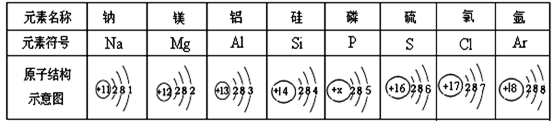 元素名称 钠 镁 铝 硅 磷 硫 氯 氩
元素符号 Na Mg Al Si P S Cl Ar
原子结构
示意图 +11 2 8 1 +12 2 8 2 +13 2 8 3 +14 2 8 4 +x 2 8 5 +16 2 8 6 +17 2 8 7 +18 2 8 8